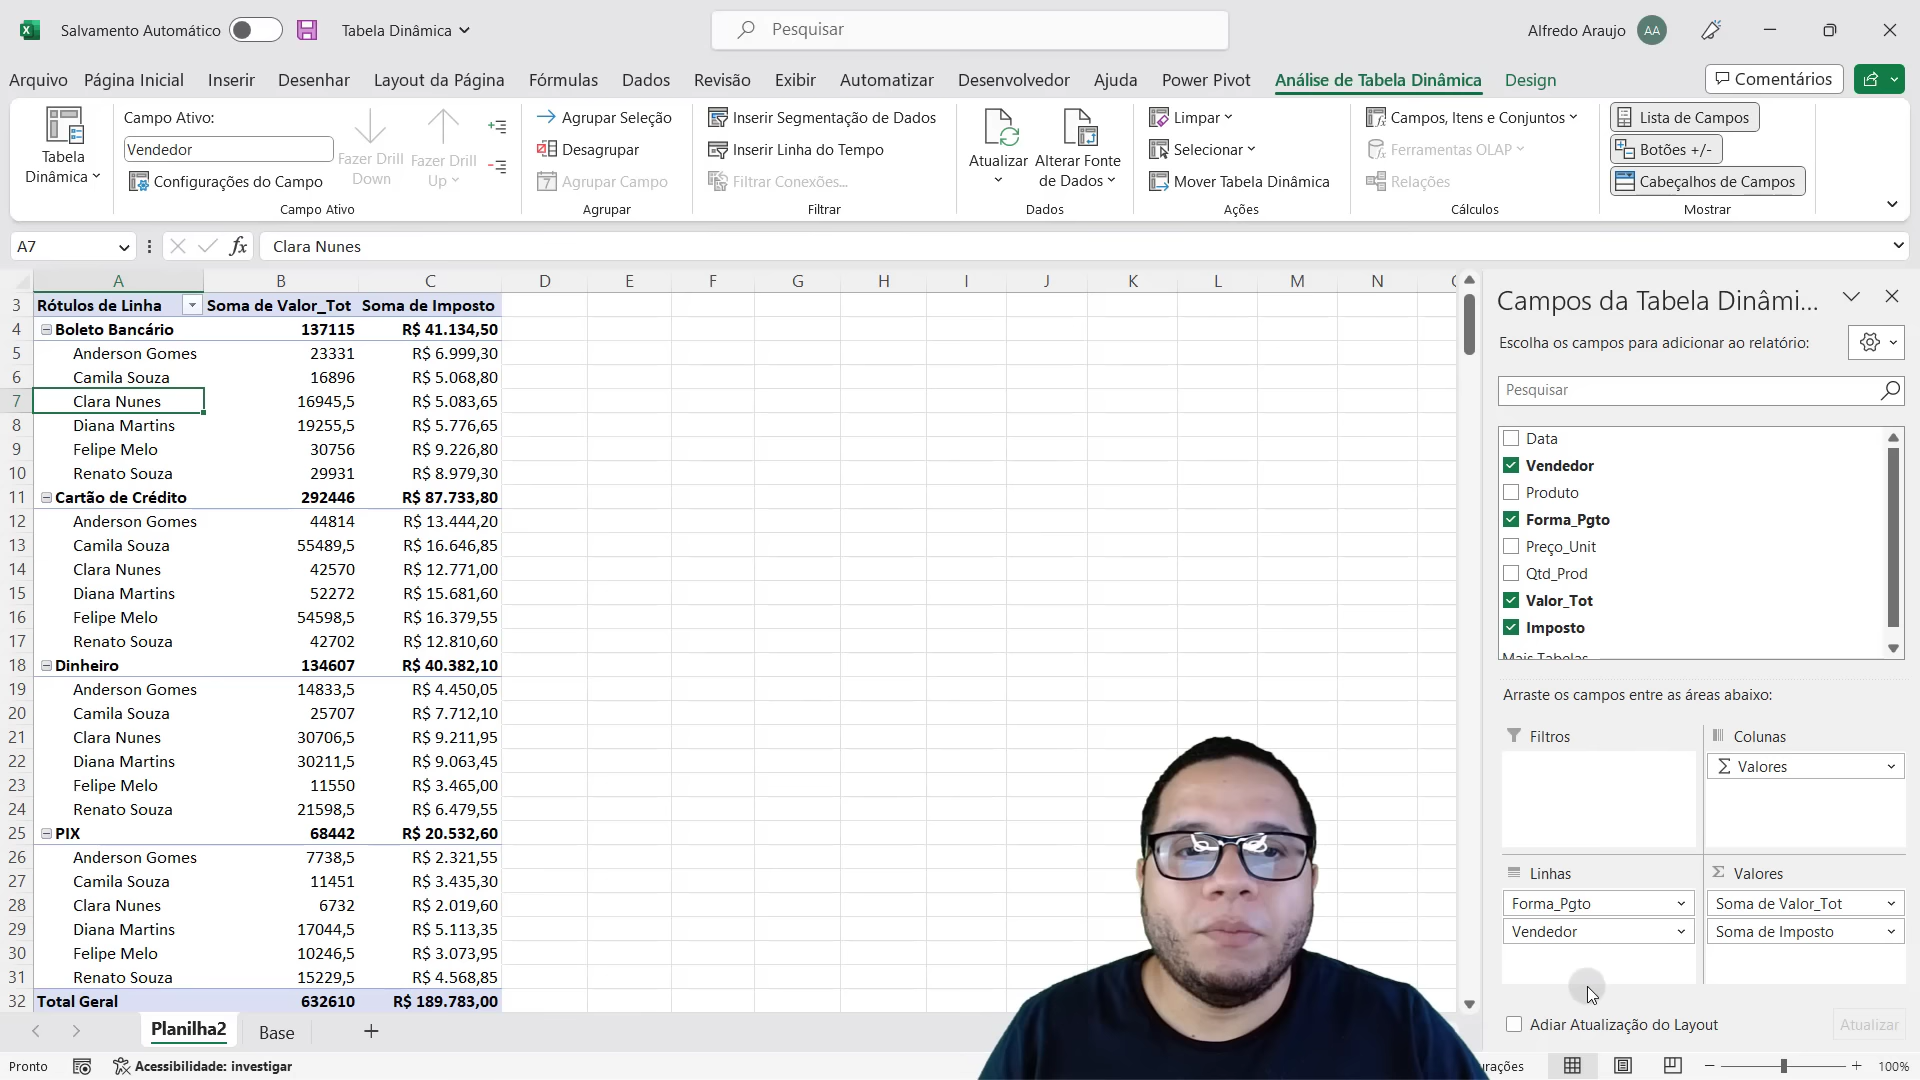 Salvamento Automático
Tabela Dinâmica
Pesquisar
Alfredo Araujo
AA
Arquivo Página Inicial Inserir Desenhar Layout da Página Fórmulas Dados Revisão Exibir Automatizar Desenvolvedor Ajuda Power Pivot Análise de Tabela Dinâmica Design
Comentários
Tabela
Dinâmica
Campo Ativo:
Vendedor
Configurações do Campo
Fazer Drill
Down
Fazer Drill
Up
Campo Ativo
Agrupar Seleção
Desagrupar
Agrupar Campo
Agrupar
Inserir Segmentação de Dados
Inserir Linha do Tempo
Filtrar Conexões...
Filtrar
Atualizar
Alterar Fonte
de Dados
Dados
Limpar
Selecionar
Mover Tabela Dinâmica
Ações
Campos, Itens e Conjuntos
Ferramentas OLAP
Relações
Cálculos
Lista de Campos
Botões +/-
Cabeçalhos de Campos
Mostrar
A7
fx
Clara Nunes
A B C D E F G H I J K L M N
3 Rótulos de Linha Soma de Valor_Tot Soma de Imposto
4 Boleto Bancário 137115 R$ 41.134,50
5 Anderson Gomes 23331 R$ 6.999,30
6 Camila Souza 16896 R$ 5.068,80
7 Clara Nunes 16945,5 R$ 5.083,65
8 Diana Martins 19255,5 R$ 5.776,65
9 Felipe Melo 30756 R$ 9.226,80
10 Renato Souza 29931 R$ 8.979,30
11 Cartão de Crédito 292446 R$ 87.733,80
12 Anderson Gomes 44814 R$ 13.444,20
13 Camila Souza 55489,5 R$ 16.646,85
14 Clara Nunes 42570 R$ 12.771,00
15 Diana Martins 52272 R$ 15.681,60
16 Felipe Melo 54598,5 R$ 16.379,55
17 Renato Souza 42702 R$ 12.810,60
18 Dinheiro 134607 R$ 40.382,10
19 Anderson Gomes 14833,5 R$ 4.450,05
20 Camila Souza 25707 R$ 7.712,10
21 Clara Nunes 30706,5 R$ 9.211,95
22 Diana Martins 30211,5 R$ 9.063,45
23 Felipe Melo 11550 R$ 3.465,00
24 Renato Souza 21598,5 R$ 6.479,55
25 PIX 68442 R$ 20.532,60
26 Anderson Gomes 7738,5 R$ 2.321,55
27 Camila Souza 11451 R$ 3.435,30
28 Clara Nunes 6732 R$ 2.019,60
29 Diana Martins 17044,5 R$ 5.113,35
30 Felipe Melo 10246,5 R$ 3.073,95
31 Renato Souza 15229,5 R$ 4.568,85
32 Total Geral 632610 R$ 189.783,00
Campos da Tabela Dinâmi...
Escolha os campos para adicionar ao relatório:
Pesquisar
Data
Vendedor
Produto
Forma_Pgto
Preço_Unit
Qtd_Prod
Valor_Tot
Imposto
Mais Tabelas
Arraste os campos entre as áreas abaixo:
Filtros
Colunas
Valores
Linhas
Forma_Pgto
Vendedor
Valores
Soma de Valor_Tot
Soma de Imposto
Adiar Atualização do Layout
Atualizar
Planilha2 Base
Pronto
Acessibilidade: investigar
100%